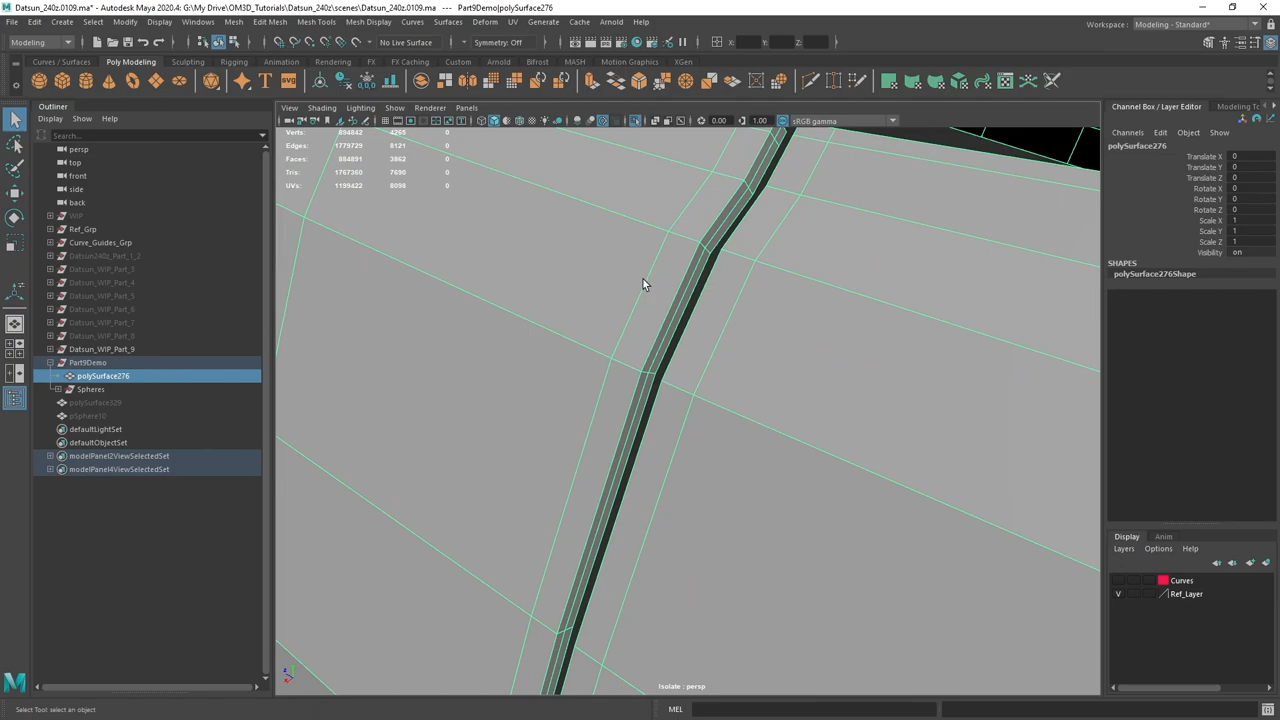 Datsun_240z.0109.ma* - Autodesk Maya 2020.4: G:\My Drive\OM3D_Tutorials\Datsun_240z\scenes\Datsun_240z.0109.ma --- Part9Demo|polySurface276
File Edit Create Select Modify Display Windows Mesh Edit Mesh Mesh Tools Mesh Display Curves Surfaces Deform UV Generate Cache Arnold Help
Workspace : Modeling - Standard*
Modeling No Live Surface Symmetry: Off X: Y: Z:
Curves / Surfaces Poly Modeling Sculpting Rigging Animation Rendering FX FX Caching Custom Arnold Bifrost MASH Motion Graphics XGen
Outliner
Display Show Help
Search...
persp
top
front
side
back
WIP
Ref_Grp
Curve_Guides_Grp
Datsun240z_Part_1_2
Datsun_WIP_Part_3
Datsun_WIP_Part_4
Datsun_WIP_Part_5
Datsun_WIP_Part_6
Datsun_WIP_Part_7
Datsun_WIP_Part_8
Datsun_WIP_Part_9
Part9Demo
polySurface276
Spheres
polySurface329
pSphere10
defaultLightSet
defaultObjectSet
modelPanel2ViewSelectedSet
modelPanel4ViewSelectedSet
View Shading Lighting Show Renderer Panels
0.00 1.00 sRGB gamma
Verts: 894842 4265 0
Edges: 1779729 8121 0
Faces: 884891 3862 0
Tris: 1767360 7690 0
UVs: 1199422 8098 0
Isolate : persp
Channel Box / Layer Editor Modeling To
Channels Edit Object Show
polySurface276
Translate X 0
Translate Y 0
Translate Z 0
Rotate X 0
Rotate Y 0
Rotate Z 0
Scale X 1
Scale Y 1
Scale Z 1
Visibility on
SHAPES
polySurface276Shape
Display Anim
Layers Options Help
Curves
V Ref_Layer
Select Tool: select an object
MEL